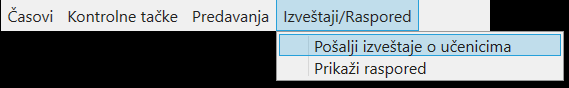 Časovi Kontrolne tačke Predavanja Izveštaji/Raspored
Pošalji izveštaje o učenicima
Prikaži raspored